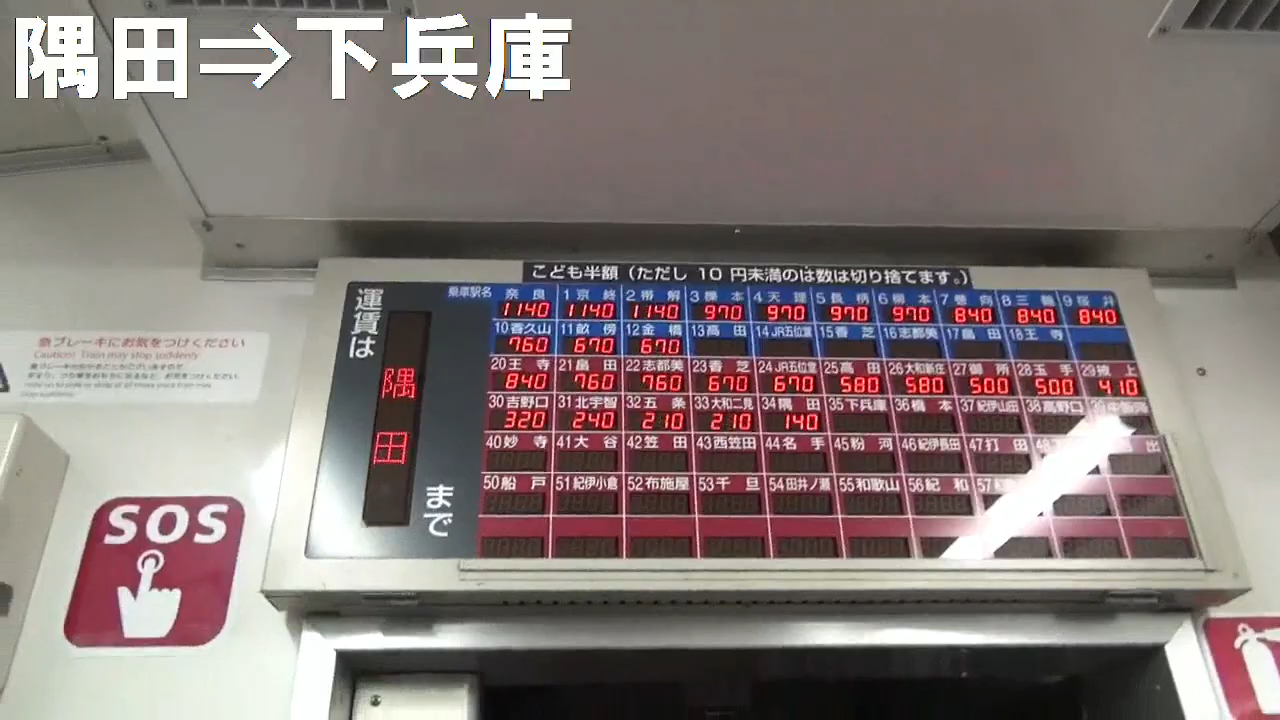 隅田⇒下兵庫
こども半額（ただし 10 円未満のは数は切り捨てます。）
運賃は
隅田
まで
乗車駅名 奈良 1京終 2帯解 3櫟本 4天理 5長柄 6柳本 7巻向 8三輪 9桜井
1140 1140 1140 970 970 970 970 840 840 840
10香久山 11畝傍 12金橋 13高田 14JR五位堂 15香芝 16志都美 17畠田 18王寺
760 670 670
20王寺 21畠田 22志都美 23香芝 24JR五位堂 25高田 26大和新庄 27御所 28玉手 29掖上
840 760 760 670 670 580 580 500 500 410
30吉野口 31北宇智 32五条 33大和二見 34隅田 35下兵庫 36橋本 37紀伊山田 38高野口
320 240 210 210 140
40妙寺 41大谷 42笠田 43西笠田 44名手 45粉河 46紀伊長田 47打田 48下 出
50船戸 51紀伊小倉 52布施屋 53千旦 54田井ノ瀬 55和歌山 56紀和 57
急ブレーキにお気をつけください
Caution! Train may stop suddenly
SOS